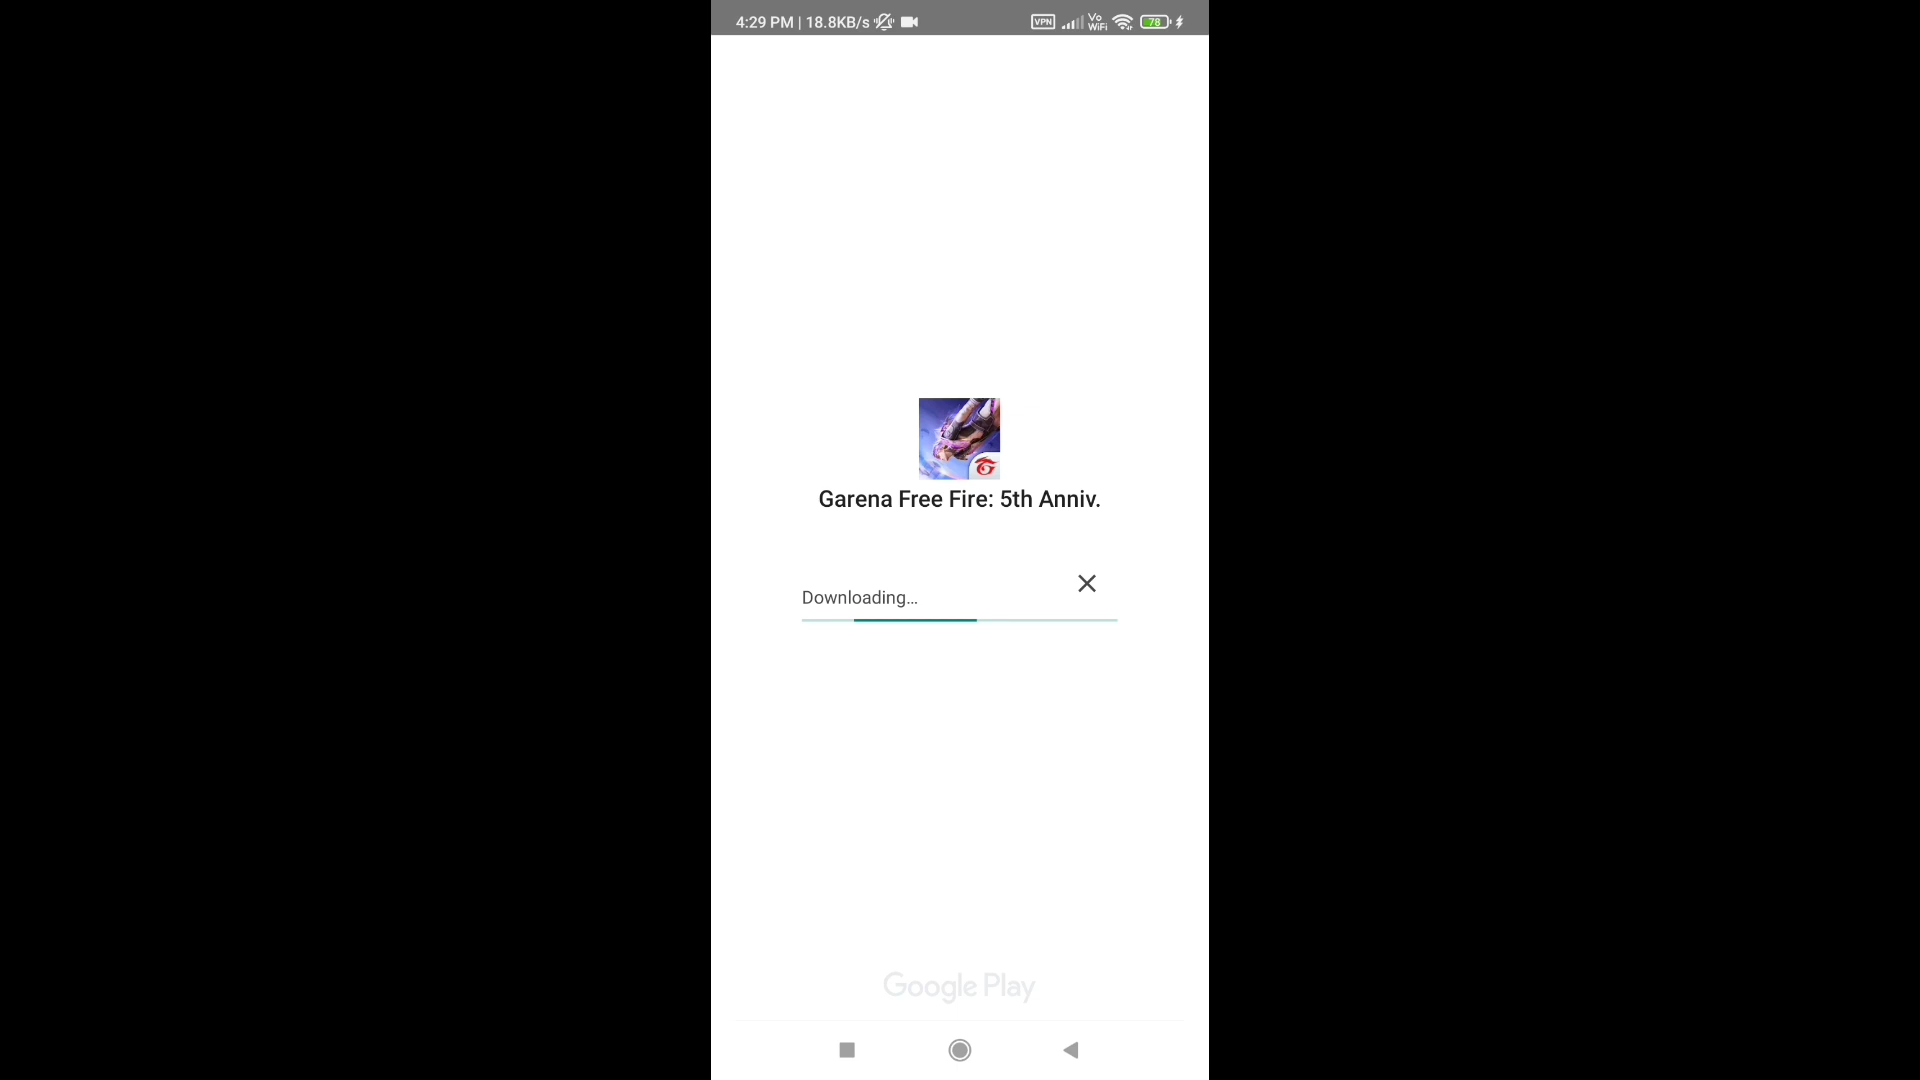 4:29 PM | 18.8KB/s VPN Vo WiFi 78
Garena Free Fire: 5th Anniv.
Downloading...
Google Play